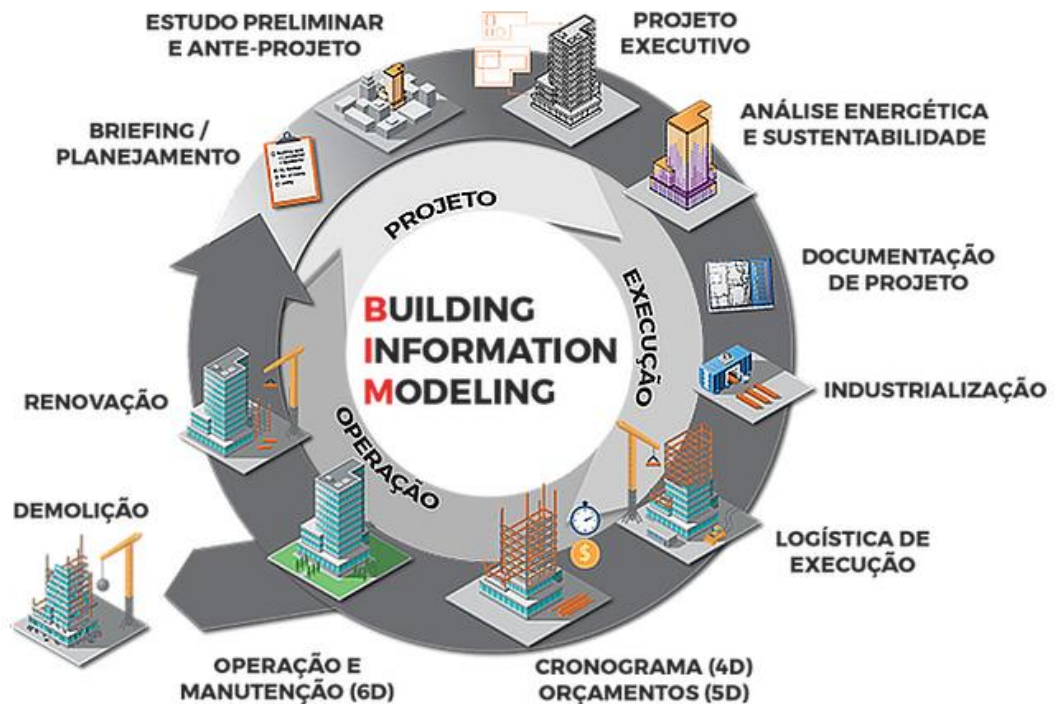 ESTUDO PRELIMINAR
E ANTE-PROJETO
PROJETO
EXECUTIVO
ANÁLISE ENERGÉTICA
E SUSTENTABILIDADE
BRIEFING /
PLANEJAMENTO
DOCUMENTAÇÃO
DE PROJETO
INDUSTRIALIZAÇÃO
LOGÍSTICA DE
EXECUÇÃO
CRONOGRAMA (4D)
ORÇAMENTOS (5D)
OPERAÇÃO E
MANUTENÇÃO (6D)
DEMOLIÇÃO
RENOVAÇÃO
PROJETO
EXECUÇÃO
OPERAÇÃO
BUILDING
INFORMATION
MODELING
$